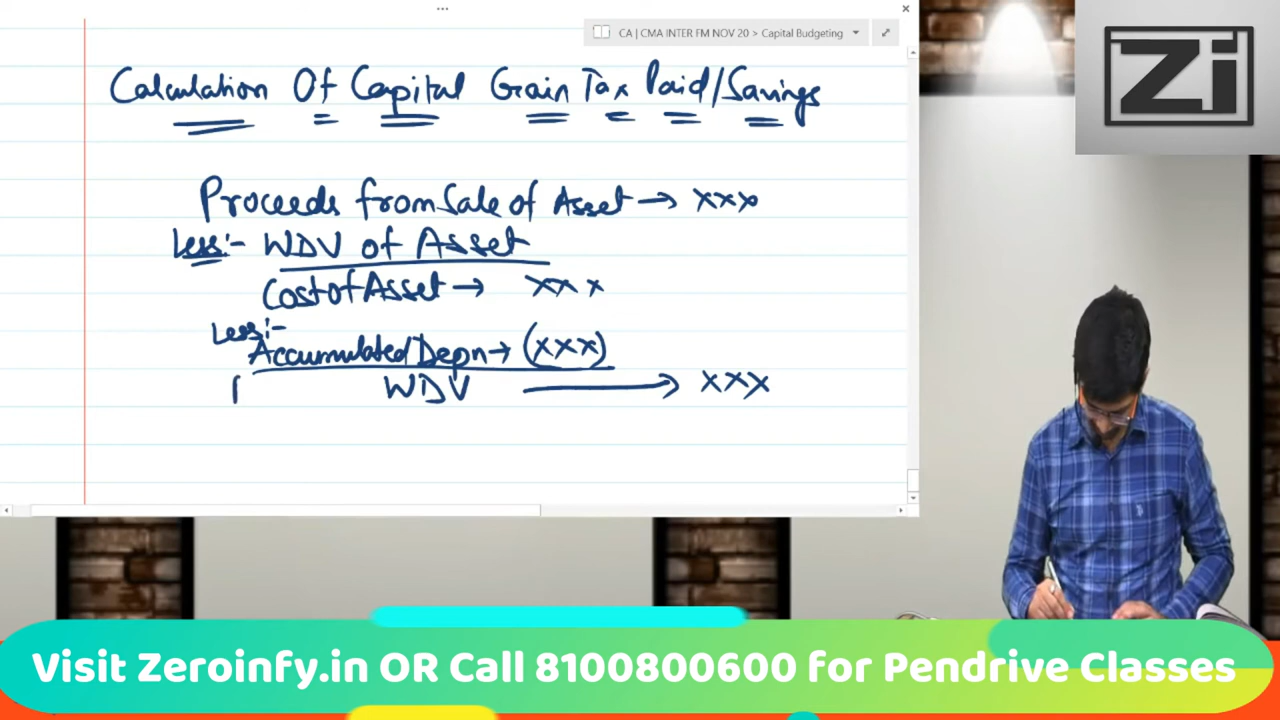 CA | CMA INTER FM NOV 20 > Capital Budgeting
Zi
Calculation Of Capital Gain Tax Paid/Savings
Proceeds from Sale of Asset → xxx
Less:- WDV of Asset
Cost of Asset → xxx
Less:-
Accumulated Depn → (xxx)
WDV → xxx
Visit Zeroinfy.in OR Call 8100800600 for Pendrive Classes